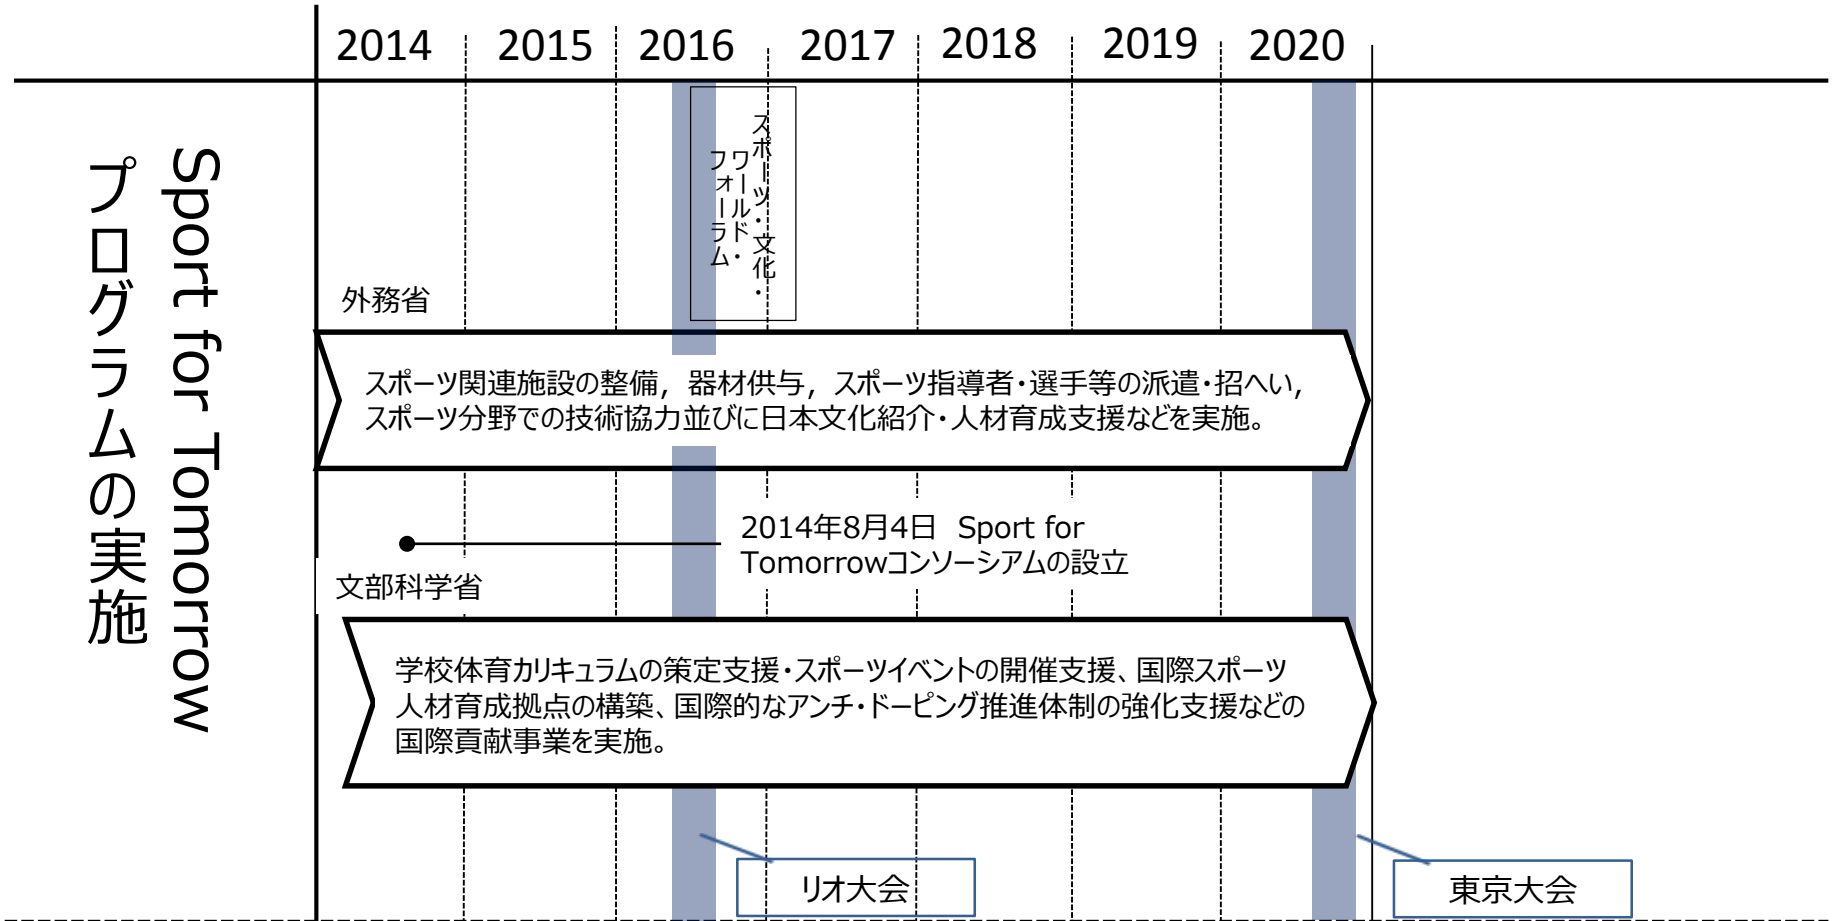 2014 2015 2016 2017 2018 2019 2020
Sport for Tomorrow
プログラムの実施
スポーツ・文化・
ワールド・
フォーラム
外務省
スポーツ関連施設の整備，器材供与，スポーツ指導者・選手等の派遣・招へい，
スポーツ分野での技術協力並びに日本文化紹介・人材育成支援などを実施。
2014年8月4日　Sport for
Tomorrowコンソーシアムの設立
文部科学省
学校体育カリキュラムの策定支援・スポーツイベントの開催支援、国際スポーツ
人材育成拠点の構築、国際的なアンチ・ドーピング推進体制の強化支援などの
国際貢献事業を実施。
リオ大会
東京大会